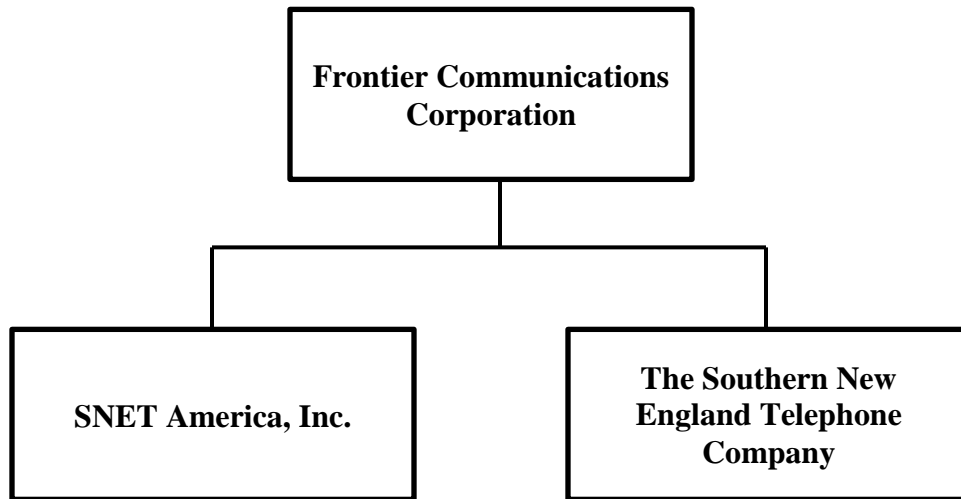 Frontier Communications
Corporation
SNET America, Inc.
The Southern New
England Telephone
Company